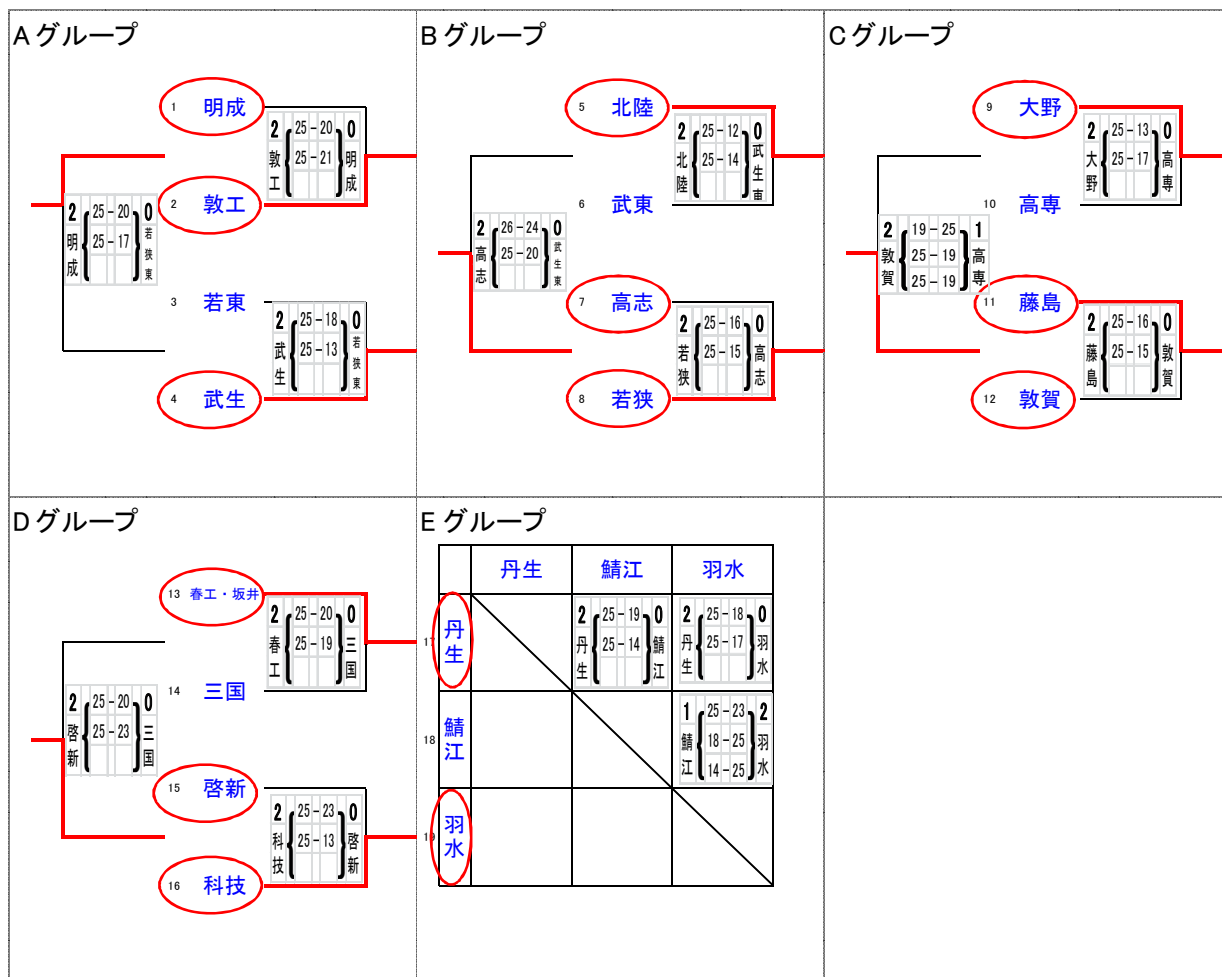 A グループ
1 明成
2 25-20 0
敦工 25-21 明成
2 敦工
2 25-20 0
明成 25-17 若狭東
3 若東
2 25-18 0
武生 25-13 若狭東
4 武生
B グループ
5 北陸
2 25-12 0
北陸 25-14 武生東
6 武東
2 26-24 0
高志 25-20 武生東
7 高志
2 25-16 0
若狭 25-15 高志
8 若狭
C グループ
9 大野
2 25-13 0
大野 25-17 高専
10 高専
2 19-25 1
敦賀 25-19 高専
25-19
11 藤島
2 25-16 0
藤島 25-15 敦賀
12 敦賀
D グループ
13 春工・坂井
2 25-20 0
春工 25-19 三国
14 三国
2 25-20 0
啓新 25-23 三国
15 啓新
2 25-23 0
科技 25-13 啓新
16 科技
E グループ
丹生 鯖江 羽水
17 丹生
2 25-19 0
丹生 25-14 鯖江
2 25-18 0
丹生 25-17 羽水
18 鯖江
1 25-23 2
鯖江 18-25 羽水
14-25
19 羽水